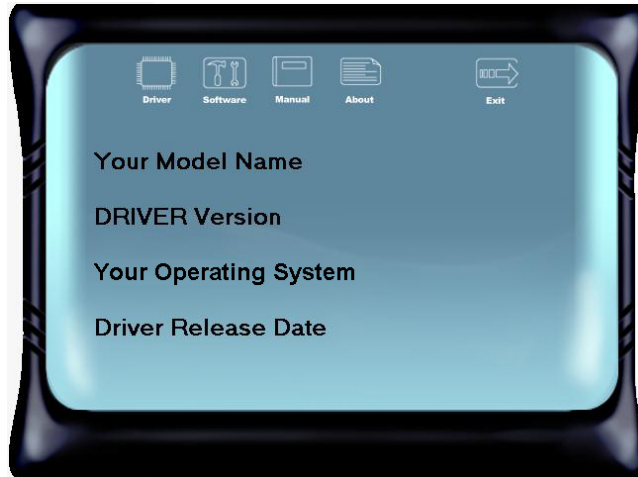 Driver Software Manual About Exit
Your Model Name
DRIVER Version
Your Operating System
Driver Release Date